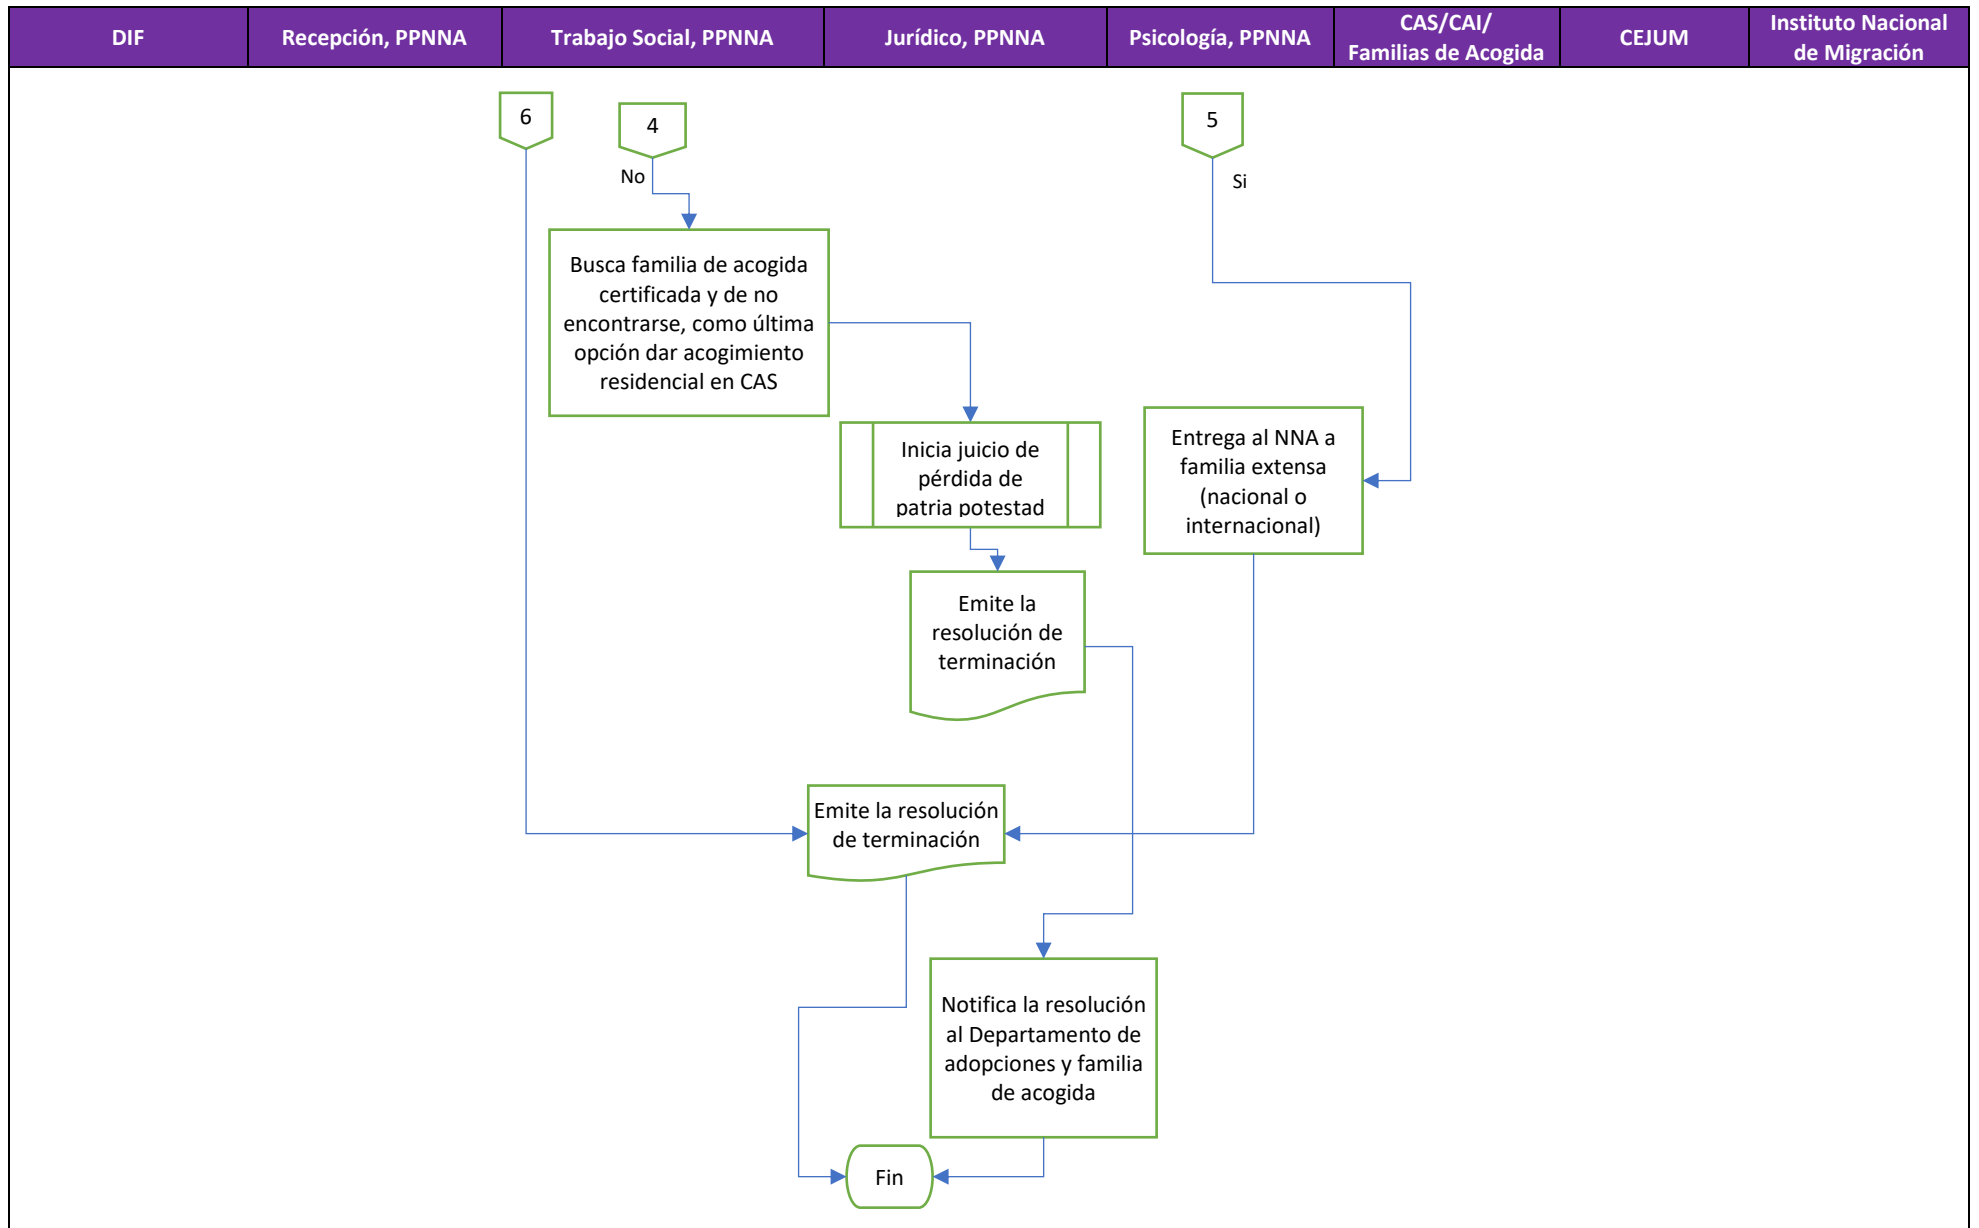 DIF
Recepción, PPNNA
Trabajo Social, PPNNA
Jurídico, PPNNA
Psicología, PPNNA
CAS/CAI/
Familias de Acogida
CEJUM
Instituto Nacional
de Migración
6
4
5
No
Si
Busca familia de acogida
certificada y de no
encontrarse, como última
opción dar acogimiento
residencial en CAS
Inicia juicio de
pérdida de
patria potestad
Entrega al NNA a
familia extensa
(nacional o
internacional)
Emite la
resolución de
terminación
Emite la resolución
de terminación
Notifica la resolución
al Departamento de
adopciones y familia
de acogida
Fin